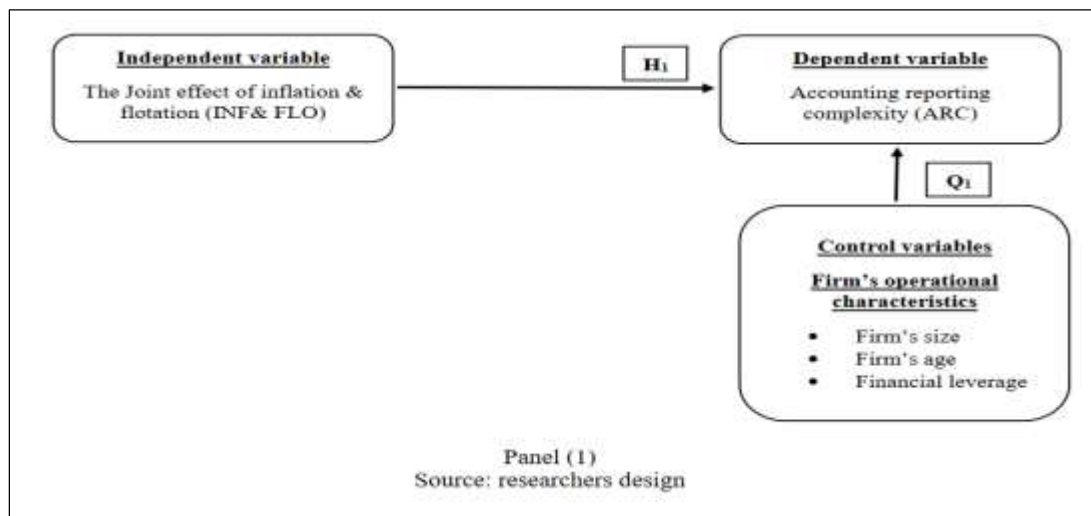 Independent variable
The Joint effect of inflation &
flotation (INF& FLO)
H₁
Dependent variable
Accounting reporting
complexity (ARC)
Q₁
Control variables
Firm's operational
characteristics
• Firm's size
• Firm's age
• Financial leverage
Panel (1)
Source: researchers design